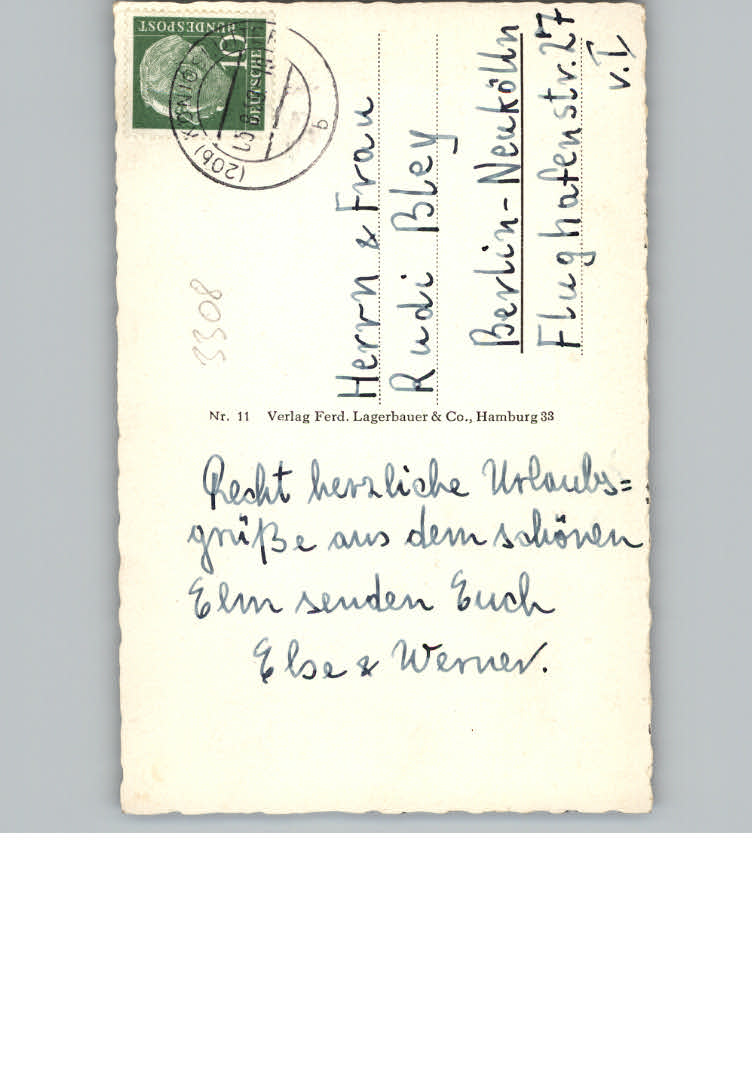 DEUTSCHE
BUNDESPOST
10
(20b)
b
Herrn & Frau
Rudi Bley
Berlin-Neukölln
Flughafenstr. 27
v. I.
3308
Nr. 11 Verlag Ferd. Lagerbauer & Co., Hamburg 33
Recht herzliche Urlaubs=
grüße aus dem schönen
Elm senden Euch
Else & Werner.